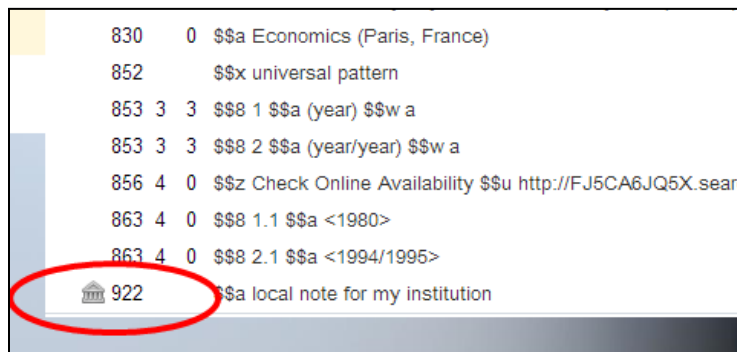 830 0 $$a Economics (Paris, France)
852 $$x universal pattern
853 3 3 $$8 1 $$a (year) $$w a
853 3 3 $$8 2 $$a (year/year) $$w a
856 4 0 $$z Check Online Availability $$u http://FJ5CA6JQ5X.sear
863 4 0 $$8 1.1 $$a <1980>
863 4 0 $$8 2.1 $$a <1994/1995>
922 $$a local note for my institution